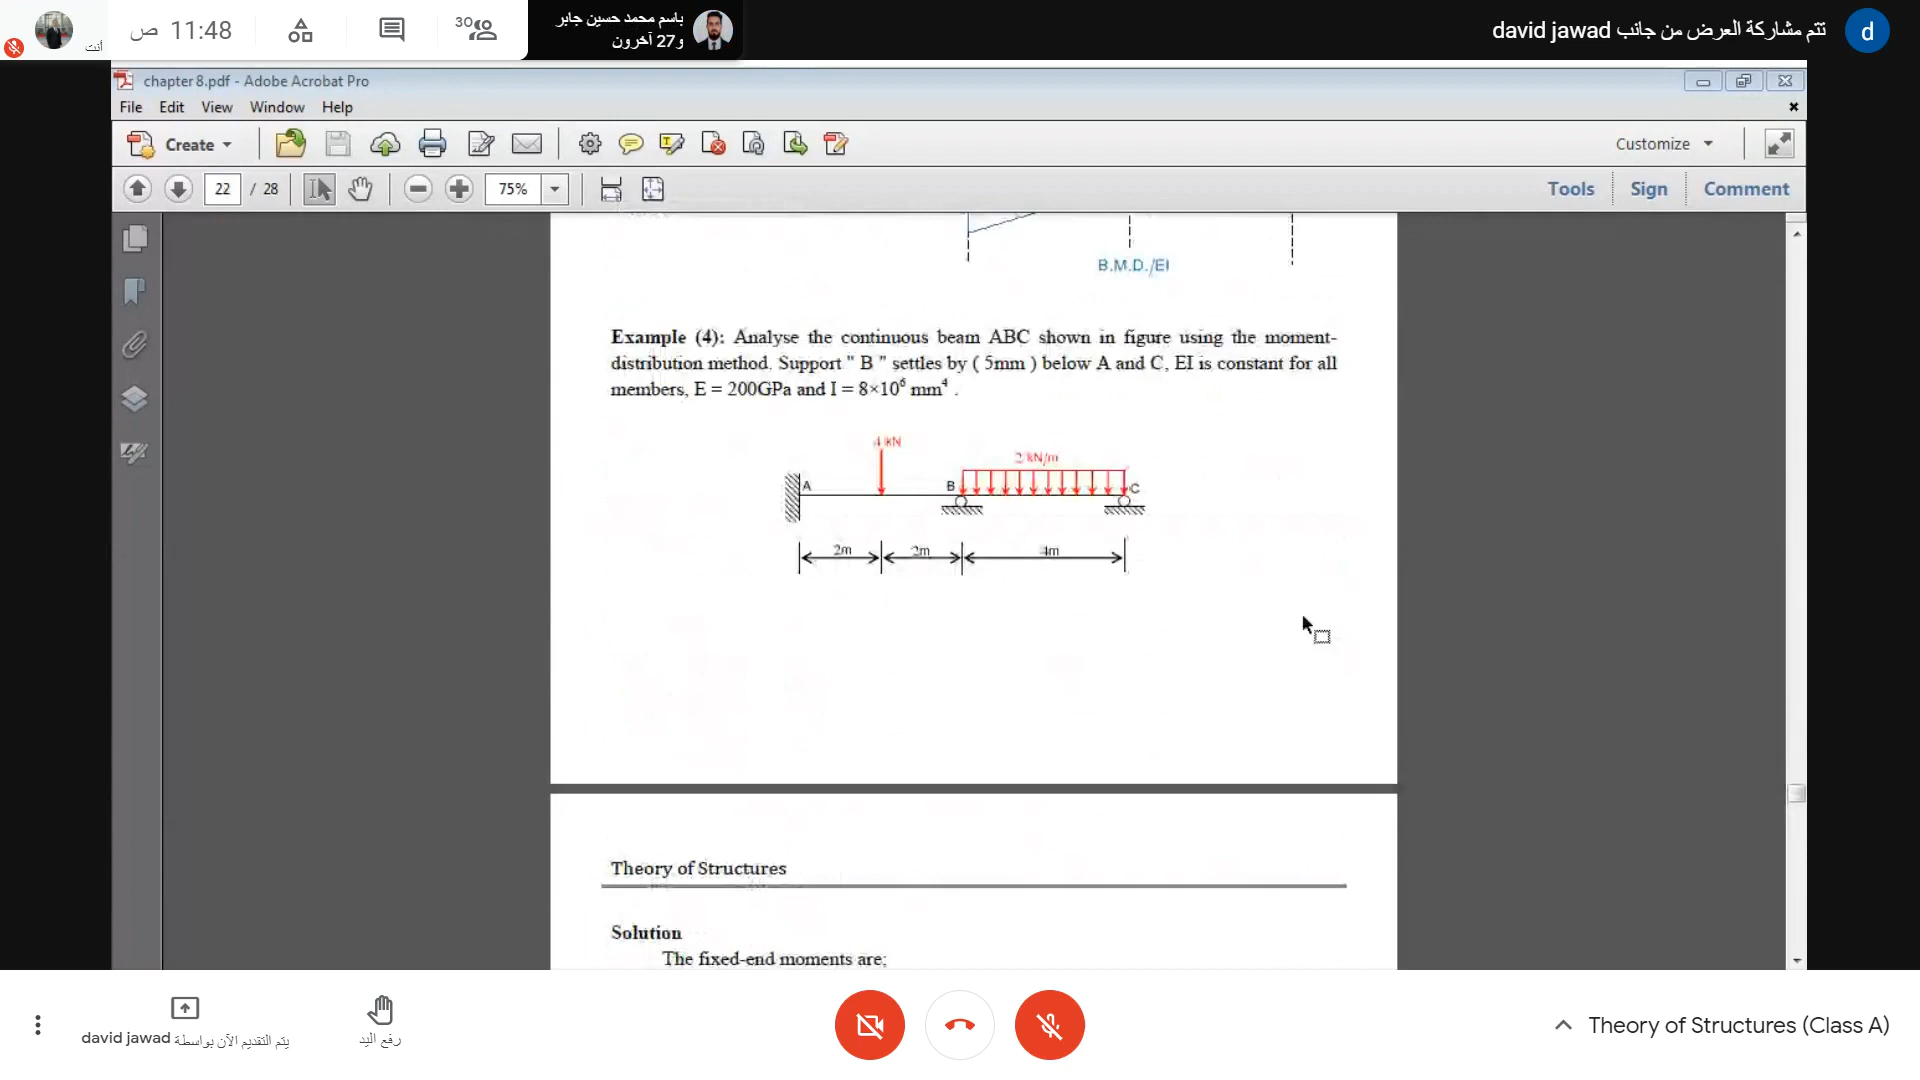 أنت
11:48 ص
30
باسم محمد حسين جابر
و27 آخرون
تتم مشاركة العرض من جانب david jawad
d
chapter 8.pdf - Adobe Acrobat Pro
File Edit View Window Help
Create
Customize
22 / 28
75%
Tools Sign Comment
B.M.D./EI
Example (4): Analyse the continuous beam ABC shown in figure using the moment-
distribution method. Support " B " settles by ( 5mm ) below A and C, EI is constant for all
members, E = 200GPa and I = 8×10⁶ mm⁴ .
4 kN
2 kN/m
A
B
C
2m
2m
4m
Theory of Structures
Solution
The fixed-end moments are;
يتم التقديم الآن بواسطة david jawad
رفع اليد
Theory of Structures (Class A)